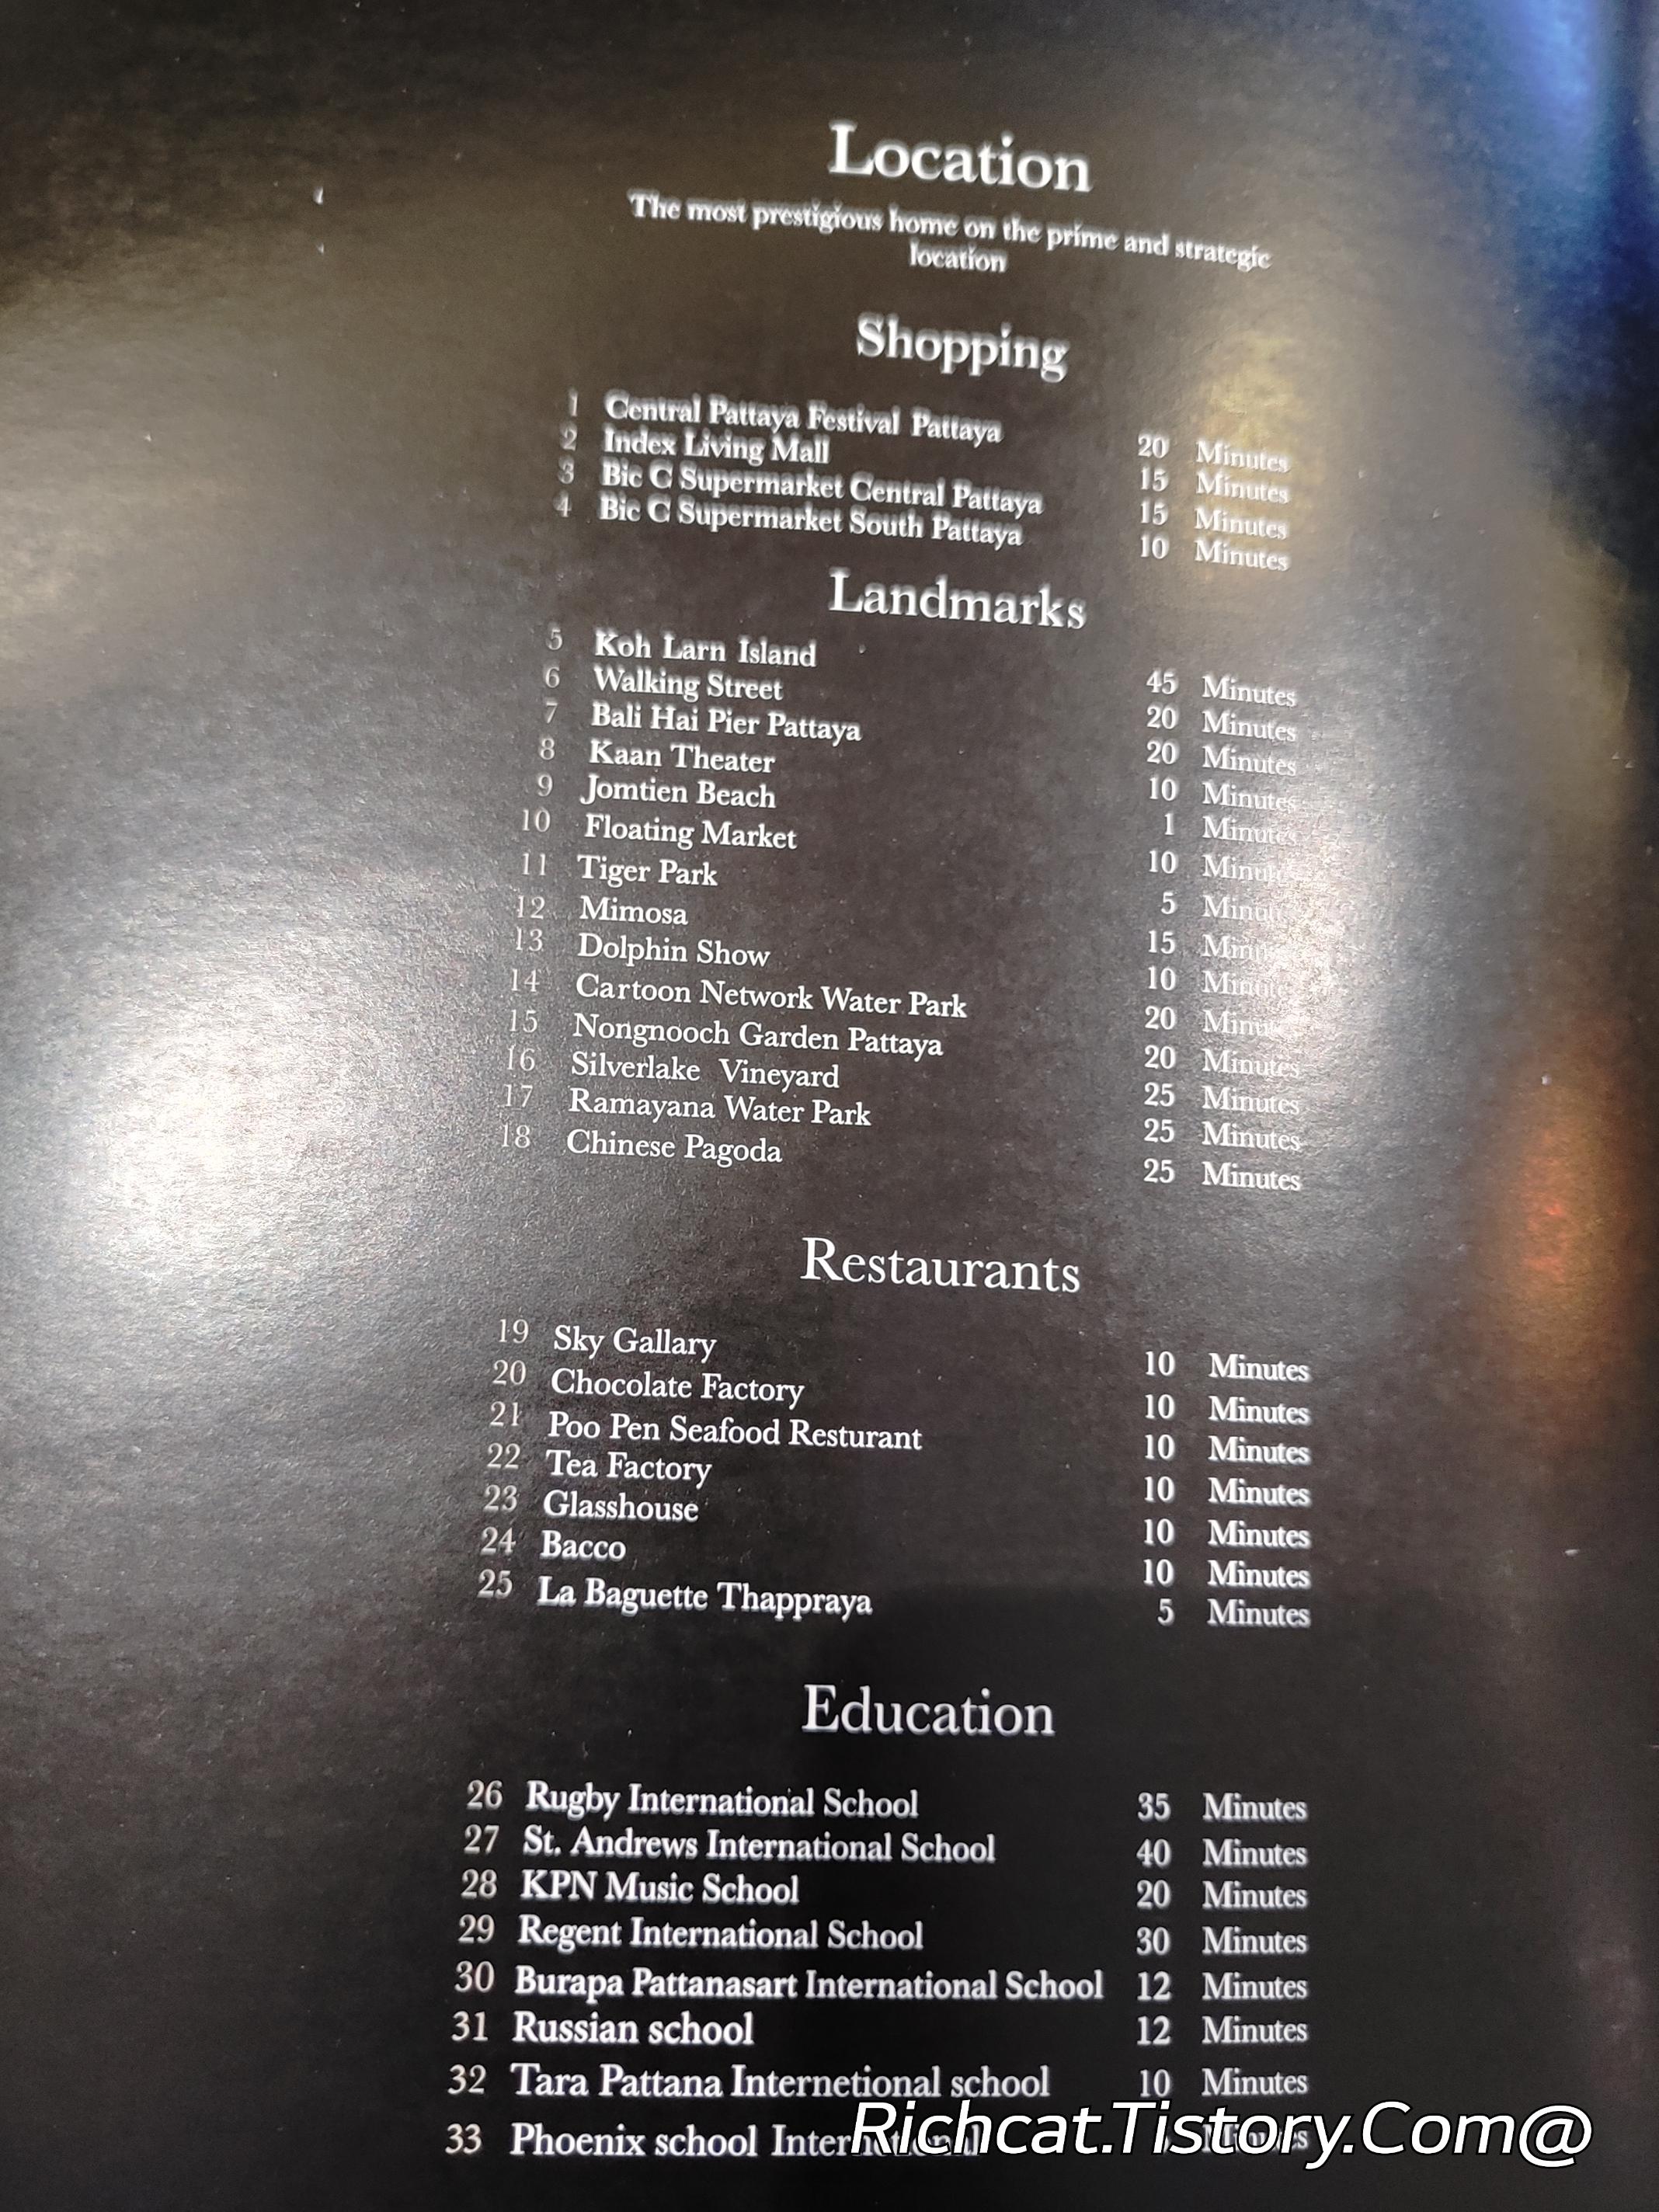 Location
The most prestigious home on the prime and strategic
location
Shopping
1 Central Pattaya Festival Pattaya 20 Minutes
2 Index Living Mall 15 Minutes
3 Bic C Supermarket Central Pattaya 15 Minutes
4 Bic C Supermarket South Pattaya 10 Minutes
Landmarks
5 Koh Larn Island 45 Minutes
6 Walking Street 20 Minutes
7 Bali Hai Pier Pattaya 20 Minutes
8 Kaan Theater 10 Minutes
9 Jomtien Beach 1 Minutes
10 Floating Market 10 Minutes
11 Tiger Park 5 Minutes
12 Mimosa 15 Minutes
13 Dolphin Show 10 Minutes
14 Cartoon Network Water Park 20 Minutes
15 Nongnooch Garden Pattaya 20 Minutes
16 Silverlake Vineyard 25 Minutes
17 Ramayana Water Park 25 Minutes
18 Chinese Pagoda 25 Minutes
Restaurants
19 Sky Gallary 10 Minutes
20 Chocolate Factory 10 Minutes
21 Poo Pen Seafood Resturant 10 Minutes
22 Tea Factory 10 Minutes
23 Glasshouse 10 Minutes
24 Bacco 10 Minutes
25 La Baguette Thappraya 5 Minutes
Education
26 Rugby International School 35 Minutes
27 St. Andrews International School 40 Minutes
28 KPN Music School 20 Minutes
29 Regent International School 30 Minutes
30 Burapa Pattanasart International School 12 Minutes
31 Russian school 12 Minutes
32 Tara Pattana Internetional school 10 Minutes
33 Phoenix school International Minutes
Richcat.Tistory.Com@